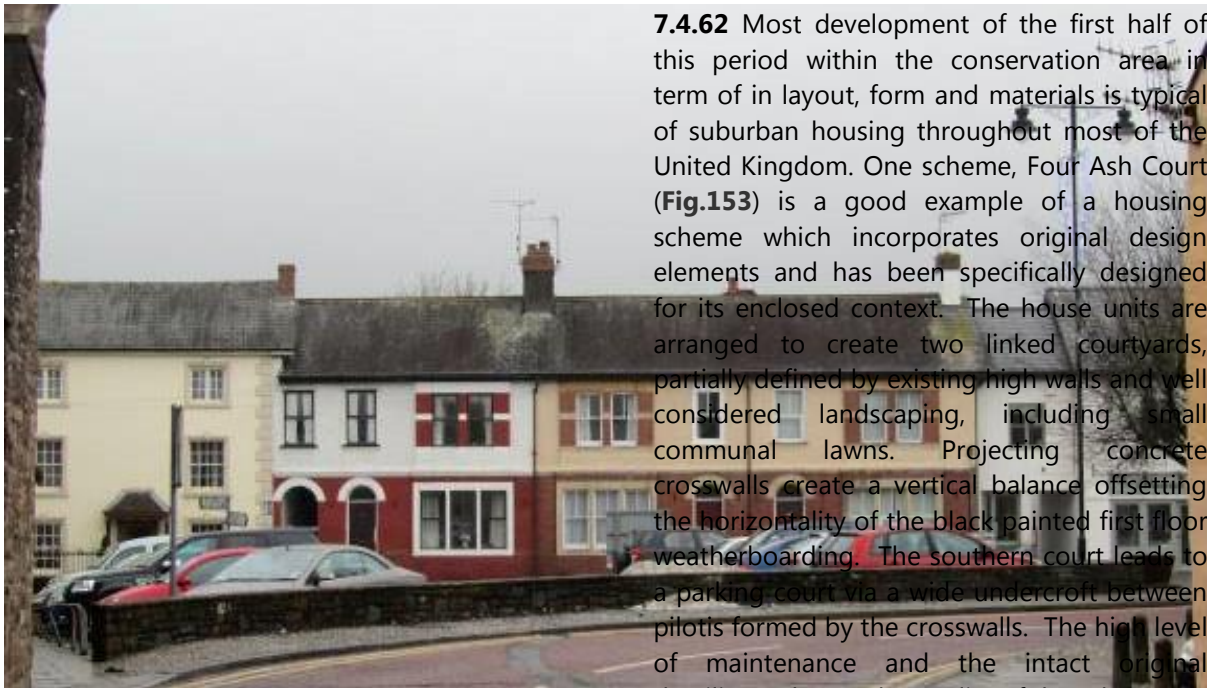 7.4.62 Most development of the first half of
this period within the conservation area in
term of in layout, form and materials is typical
of suburban housing throughout most of the
United Kingdom. One scheme, Four Ash Court
(Fig.153) is a good example of a housing
scheme which incorporates original design
elements and has been specifically designed
for its enclosed context. The house units are
arranged to create two linked courtyards,
partially defined by existing high walls and well
considered landscaping, including small
communal lawns. Projecting concrete
crosswalls create a vertical balance offsetting
the horizontality of the black painted first floor
weatherboarding. The southern court leads to
a parking court via a wide undercroft between
pilotis formed by the crosswalls. The high level
of maintenance and the intact original